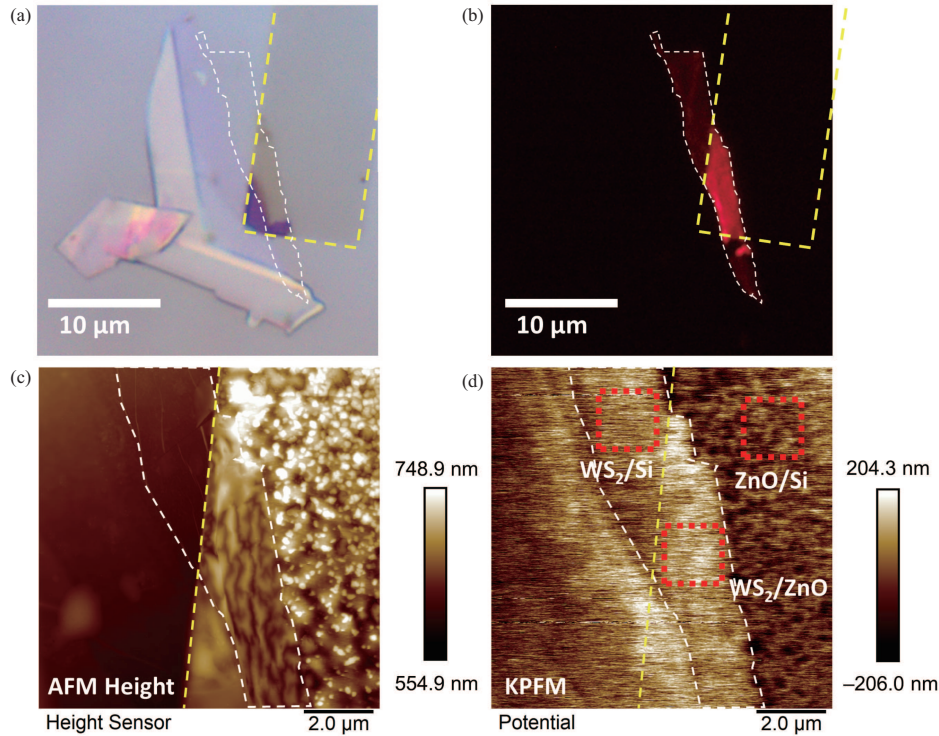 (a)
10 μm
(b)
10 μm
(c)
AFM Height
Height Sensor
2.0 μm
748.9 nm
554.9 nm
(d)
WS₂/Si
ZnO/Si
WS₂/ZnO
KPFM
Potential
2.0 μm
204.3 nm
–206.0 nm